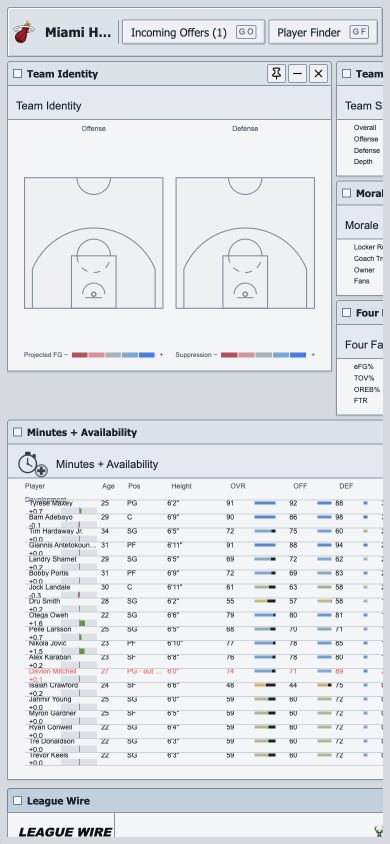 Miami H... Incoming Offers (1) G O Player Finder G F
Team Identity
Team Identity
Offense Defense
Projected FG − + Suppression − +
Team
Team S
Overall
Offense
Defense
Depth
Moral
Morale
Locker Ro
Coach Tr
Owner
Fans
Four F
Four Fa
eFG%
TOV%
OREB%
FTR
Minutes + Availability
Minutes + Availability
Player Age Pos Height OVR OFF DEF
Development
Tyrese Maxey 25 PG 6'2" 91 92 88
+0.7
Bam Adebayo 29 C 6'9" 90 86 98
-0.1
Tim Hardaway Jr. 34 SG 6'5" 72 75 60
+0.0
Giannis Antetokoun... 31 PF 6'11" 91 88 94
+0.0
Landry Shamet 29 SG 6'5" 69 72 62
+0.2
Bobby Portis 31 PF 6'9" 72 69 83
+0.0
Jock Landale 30 C 6'11" 61 63 58
-0.3
Dru Smith 28 SG 6'2" 55 57 58
+0.2
Otega Oweh 22 SG 6'6" 79 80 81
+1.6
Pelle Larsson 25 SG 6'5" 68 70 71
+0.7
Nikola Jovic 23 PF 6'10" 77 78 85
+1.5
Alex Karaban 23 SF 6'8" 76 78 80
+0.2
Davion Mitchell 27 PG · out ... 6'0" 74 71 89
+0.1
Isaiah Crawford 24 SF 6'6" 48 44 75
+0.2
Jahmir Young 25 SG 6'0" 59 60 72
+0.0
Myron Gardner 25 SF 6'5" 59 60 72
+0.0
Ryan Conwell 22 SG 6'4" 59 60 72
+0.0
Tre Donaldson 22 SG 6'3" 59 60 72
+0.0
Trevor Keels 22 SG 6'3" 59 60 72
+0.0
League Wire
LEAGUE WIRE